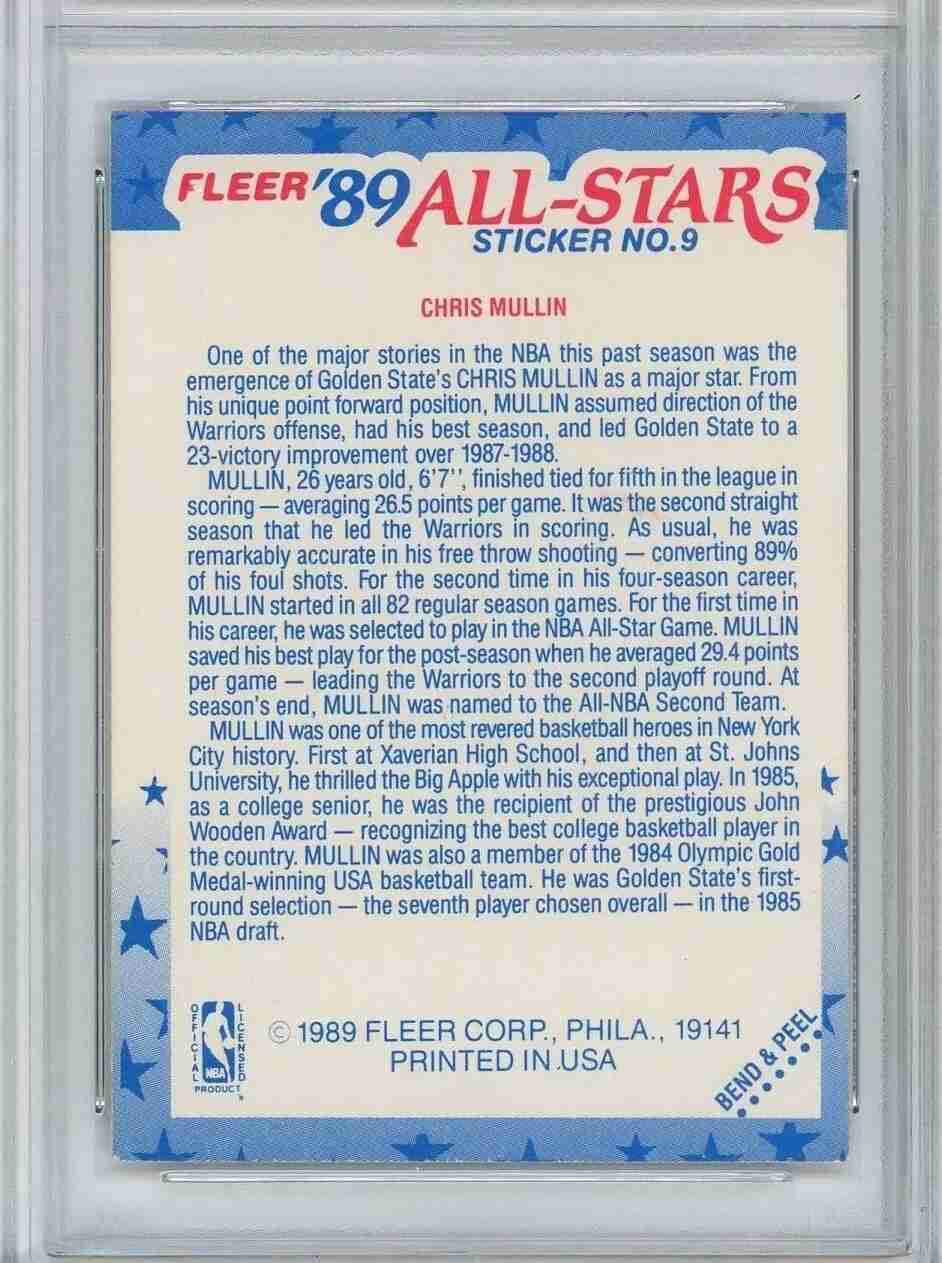 FLEER '89 ALL-STARS
STICKER NO.9
CHRIS MULLIN
One of the major stories in the NBA this past season was the
emergence of Golden State's CHRIS MULLIN as a major star. From
his unique point forward position, MULLIN assumed direction of the
Warriors offense, had his best season, and led Golden State to a
23-victory improvement over 1987-1988.
MULLIN, 26 years old, 6'7'', finished tied for fifth in the league in
scoring — averaging 26.5 points per game. It was the second straight
season that he led the Warriors in scoring. As usual, he was
remarkably accurate in his free throw shooting — converting 89%
of his foul shots. For the second time in his four-season career,
MULLIN started in all 82 regular season games. For the first time in
his career, he was selected to play in the NBA All-Star Game. MULLIN
saved his best play for the post-season when he averaged 29.4 points
per game — leading the Warriors to the second playoff round. At
season's end, MULLIN was named to the All-NBA Second Team.
MULLIN was one of the most revered basketball heroes in New York
City history. First at Xaverian High School, and then at St. Johns
University, he thrilled the Big Apple with his exceptional play. In 1985,
as a college senior, he was the recipient of the prestigious John
Wooden Award — recognizing the best college basketball player in
the country. MULLIN was also a member of the 1984 Olympic Gold
Medal-winning USA basketball team. He was Golden State's first-
round selection — the seventh player chosen overall — in the 1985
NBA draft.
OFFICIAL
LICENSED
NBA
PRODUCT
© 1989 FLEER CORP., PHILA., 19141
PRINTED IN USA
BEND & PEEL